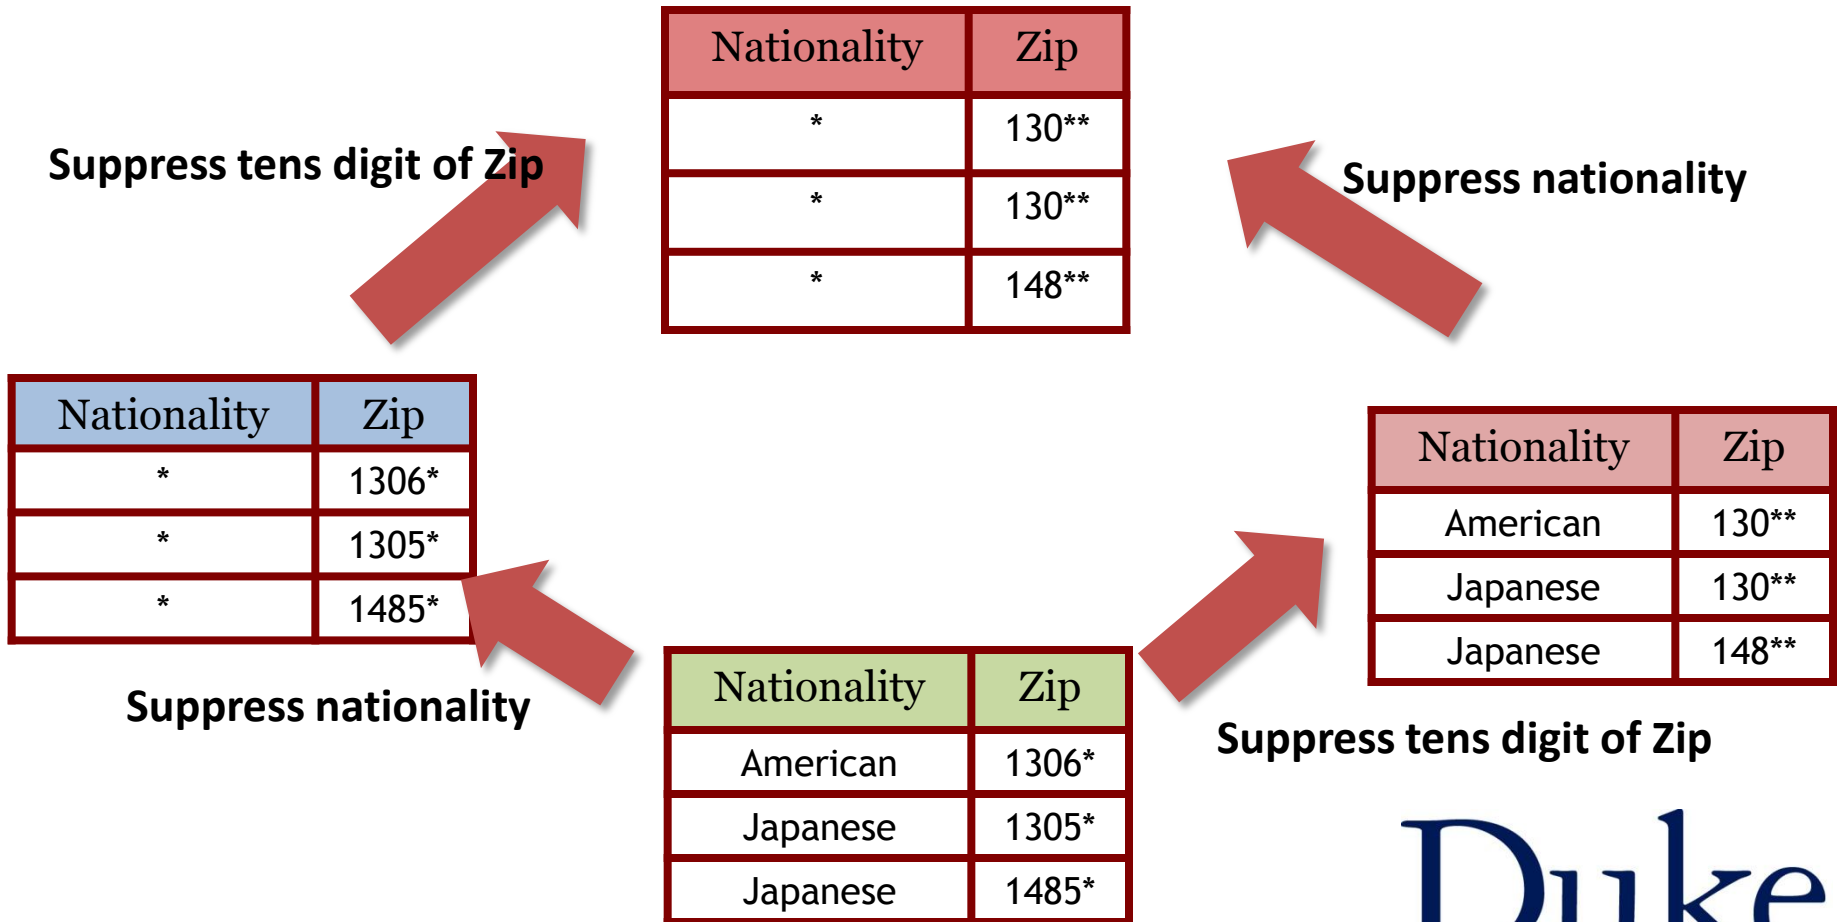 Nationality Zip
* 130**
* 130**
* 148**
Suppress tens digit of Zip
Suppress nationality
Nationality Zip
* 1306*
* 1305*
* 1485*
Nationality Zip
American 130**
Japanese 130**
Japanese 148**
Suppress nationality
Suppress tens digit of Zip
Nationality Zip
American 1306*
Japanese 1305*
Japanese 1485*
Duke